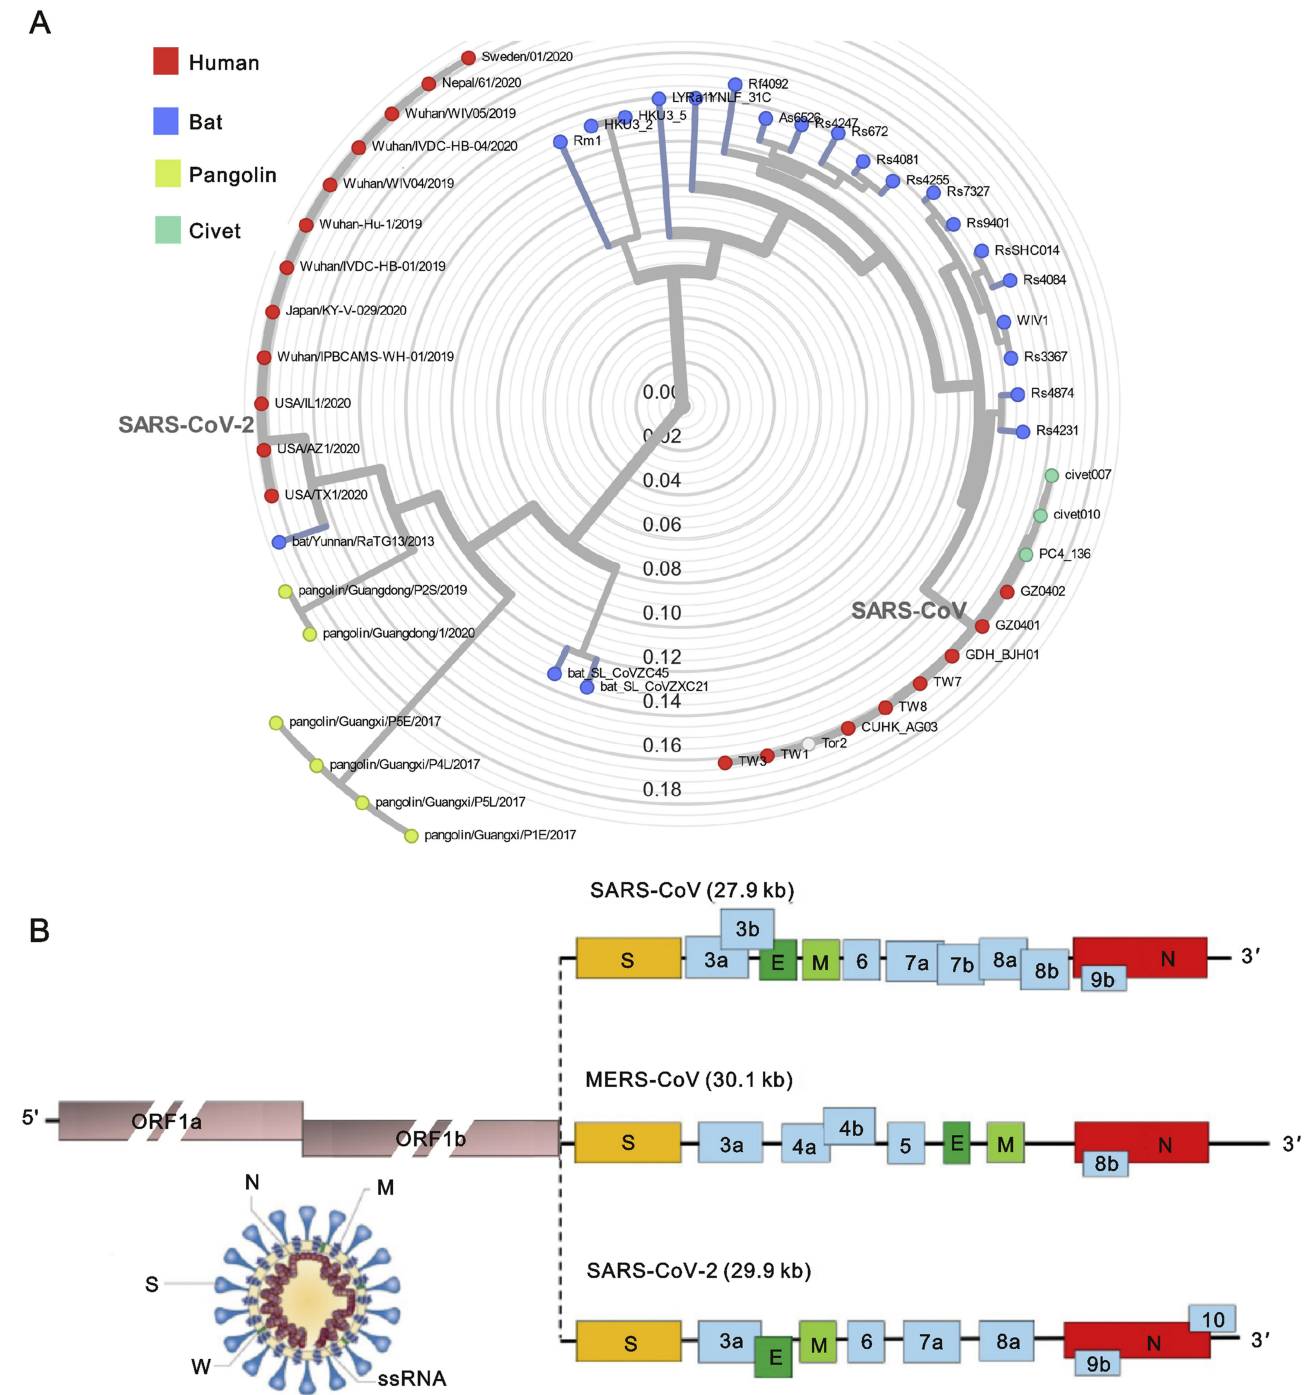 A
Human
Bat
Pangolin
Civet
Sweden/01/2020
Nepal/61/2020
Wuhan/WIV05/2019
Wuhan/IVDC-HB-04/2020
Wuhan/WIV04/2019
Wuhan-Hu-1/2019
Wuhan/IVDC-HB-01/2019
Japan/KY-V-029/2020
Wuhan/IPBCAMS-WH-01/2019
USA/IL1/2020
SARS-CoV-2
USA/AZ1/2020
USA/TX1/2020
bat/Yunnan/RaTG13/2013
pangolin/Guangdong/P2S/2019
pangolin/Guangdong/1/2020
pangolin/Guangxi/P5E/2017
pangolin/Guangxi/P4L/2017
pangolin/Guangxi/P5L/2017
pangolin/Guangxi/P1E/2017
bat_SL_CoVZC45
bat_SL_CoVZXC21
Rm1
HKU3_2
HKU3_5
LYRa11
YNLF_31C
Rf4092
As6526
Rs4247
Rs672
Rs4081
Rs4255
Rs7327
Rs9401
RsSHC014
Rs4084
WIV1
Rs3367
Rs4874
Rs4231
civet007
civet010
PC4_136
GZ0402
SARS-CoV
GZ0401
GDH_BJH01
TW7
TW8
CUHK_AG03
Tor2
TW1
TW3
0.00
0.02
0.04
0.06
0.08
0.10
0.12
0.14
0.16
0.18
B
SARS-CoV (27.9 kb)
S 3a 3b E M 6 7a 7b 8a 8b 9b N 3′
MERS-CoV (30.1 kb)
5′ ORF1a ORF1b
S 3a 4a 4b 5 E M 8b N 3′
SARS-CoV-2 (29.9 kb)
S 3a E M 6 7a 8a 9b N 10 3′
N
M
S
W
ssRNA